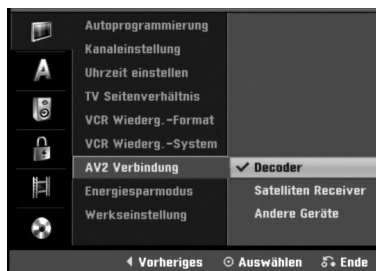 Autoprogrammierung
Kanaleinstellung
A
Uhrzeit einstellen
TV Seitenverhältnis
VCR Wiederg.-Format
VCR Wiederg.-System
AV2 Verbindung ✓ Decoder
Energiesparmodus Satelliten Receiver
Werkseinstellung Andere Geräte
Vorheriges Auswählen Ende